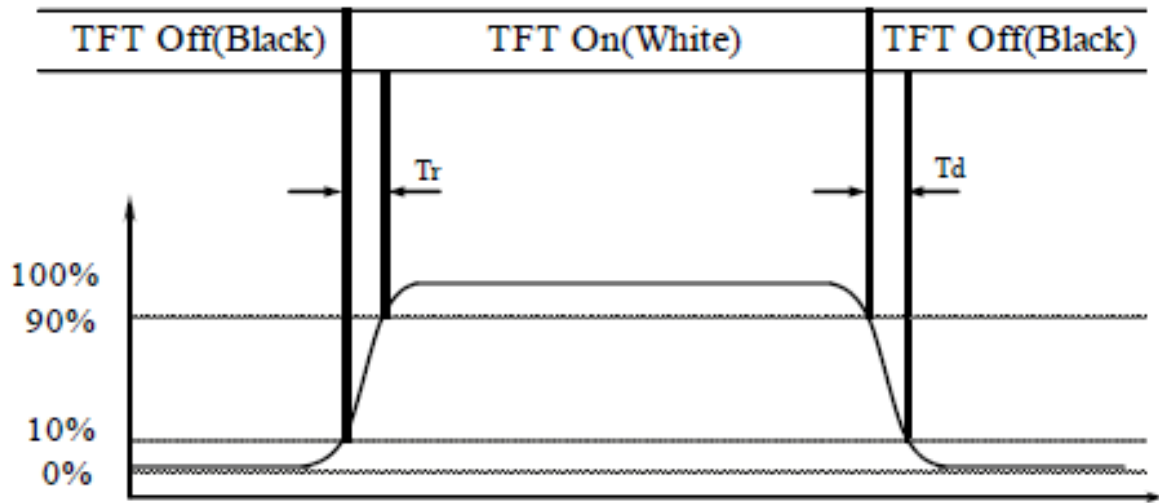 TFT Off(Black) TFT On(White) TFT Off(Black)
Tr Td
100%
90%
10%
0%